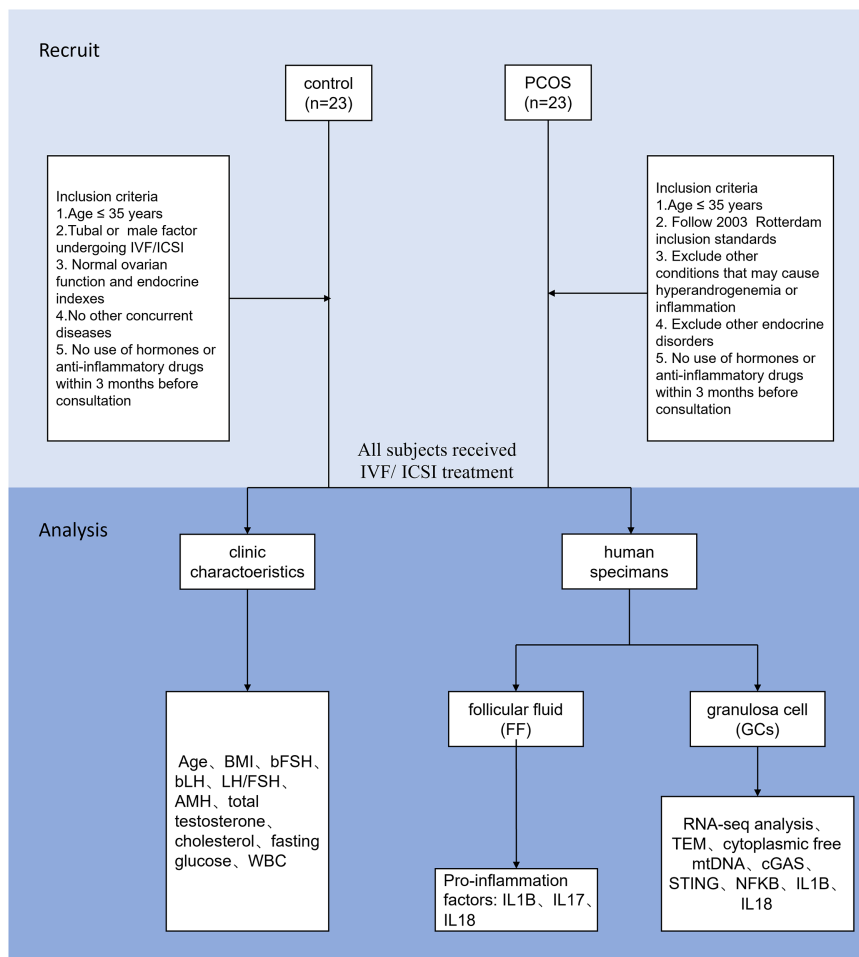 Recruit
control
(n=23)
PCOS
(n=23)
Inclusion criteria
1.Age ≤ 35 years
2.Tubal or male factor
undergoing IVF/ICSI
3. Normal ovarian
function and endocrine
indexes
4.No other concurrent
diseases
5. No use of hormones or
anti-inflammatory drugs
within 3 months before
consultation
Inclusion criteria
1.Age ≤ 35 years
2. Follow 2003 Rotterdam
inclusion standards
3. Exclude other
conditions that may cause
hyperandrogenemia or
inflammation
4. Exclude other endocrine
disorders
5. No use of hormones or
anti-inflammatory drugs
within 3 months before
consultation
All subjects received
IVF/ ICSI treatment
Analysis
clinic
charactoeristics
human
specimans
follicular fluid
(FF)
granulosa cell
(GCs)
Age、BMI、bFSH、
bLH、LH/FSH、
AMH、total
testosterone、
cholesterol、fasting
glucose、WBC
Pro-inflammation
factors: IL1B、IL17、
IL18
RNA-seq analysis、
TEM、cytoplasmic free
mtDNA、cGAS、
STING、NFKB、IL1B、
IL18